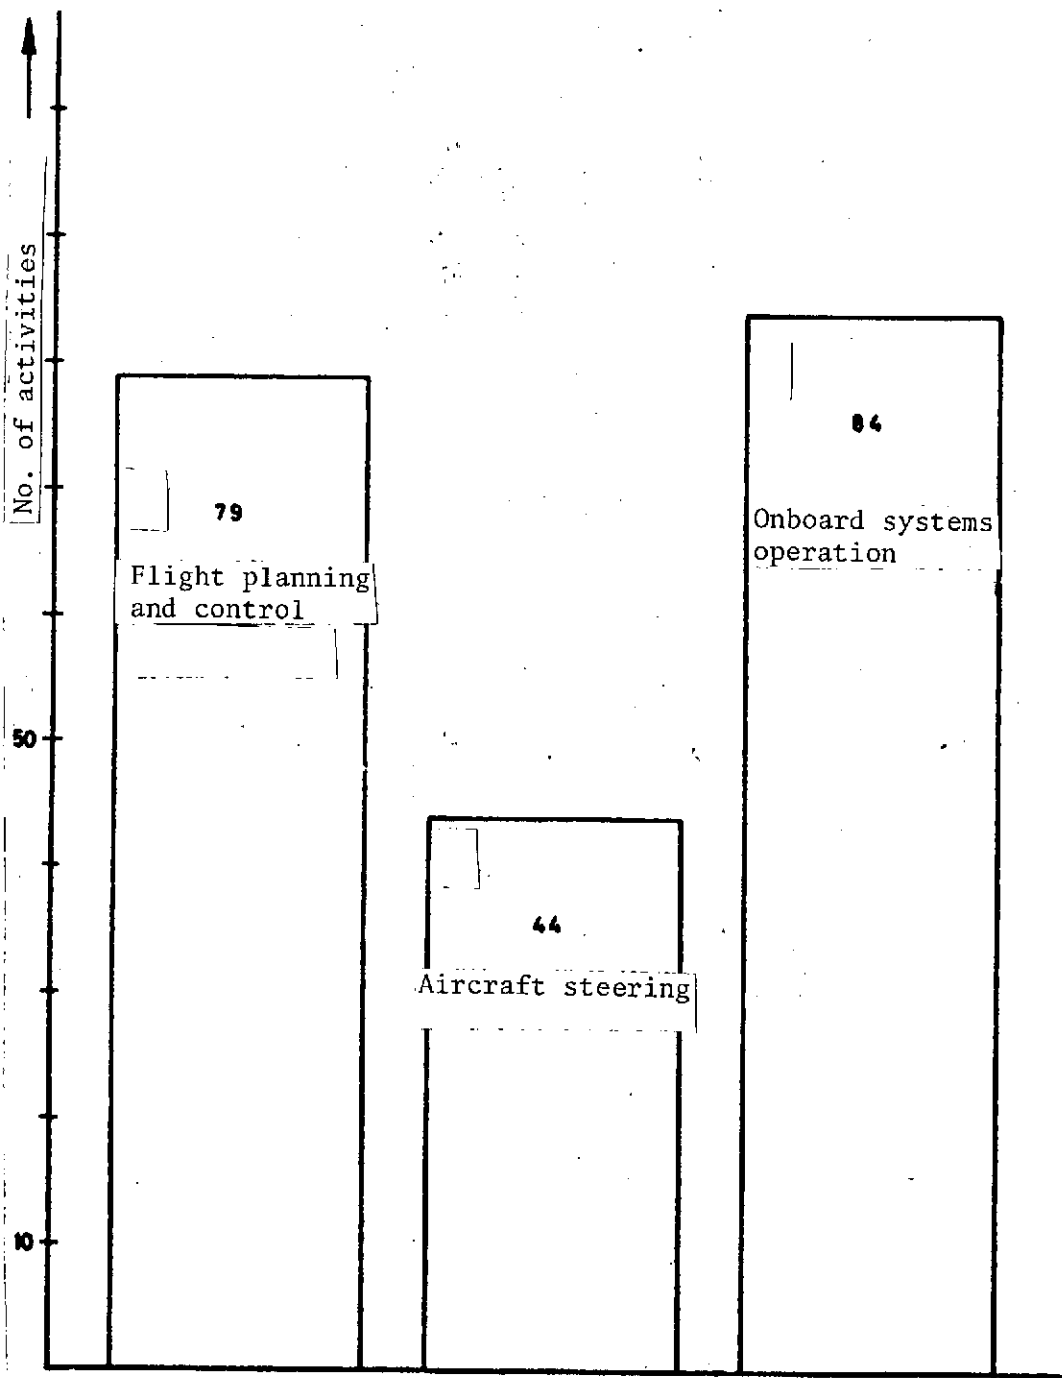 No. of activities
79
Flight planning
and control
50
10
44
Aircraft steering
84
Onboard systems
operation